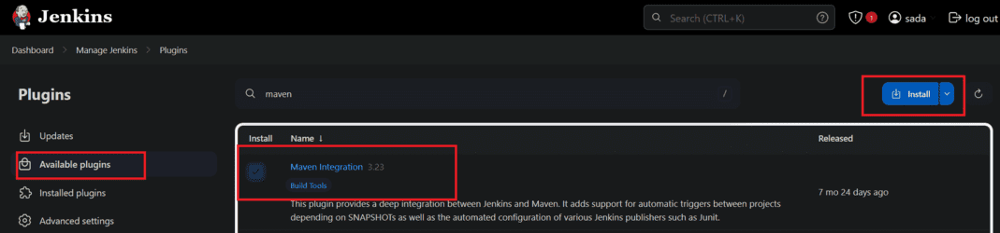 Jenkins
Search (CTRL+K)
1
sada
log out
Dashboard > Manage Jenkins > Plugins
Plugins
maven
/
Install
Updates
Available plugins
Installed plugins
Advanced settings
Install Name ↓ Released
Maven Integration 3.23
Build Tools
7 mo 24 days ago
This plugin provides a deep integration between Jenkins and Maven. It adds support for automatic triggers between projects
depending on SNAPSHOTs as well as the automated configuration of various Jenkins publishers such as Junit.